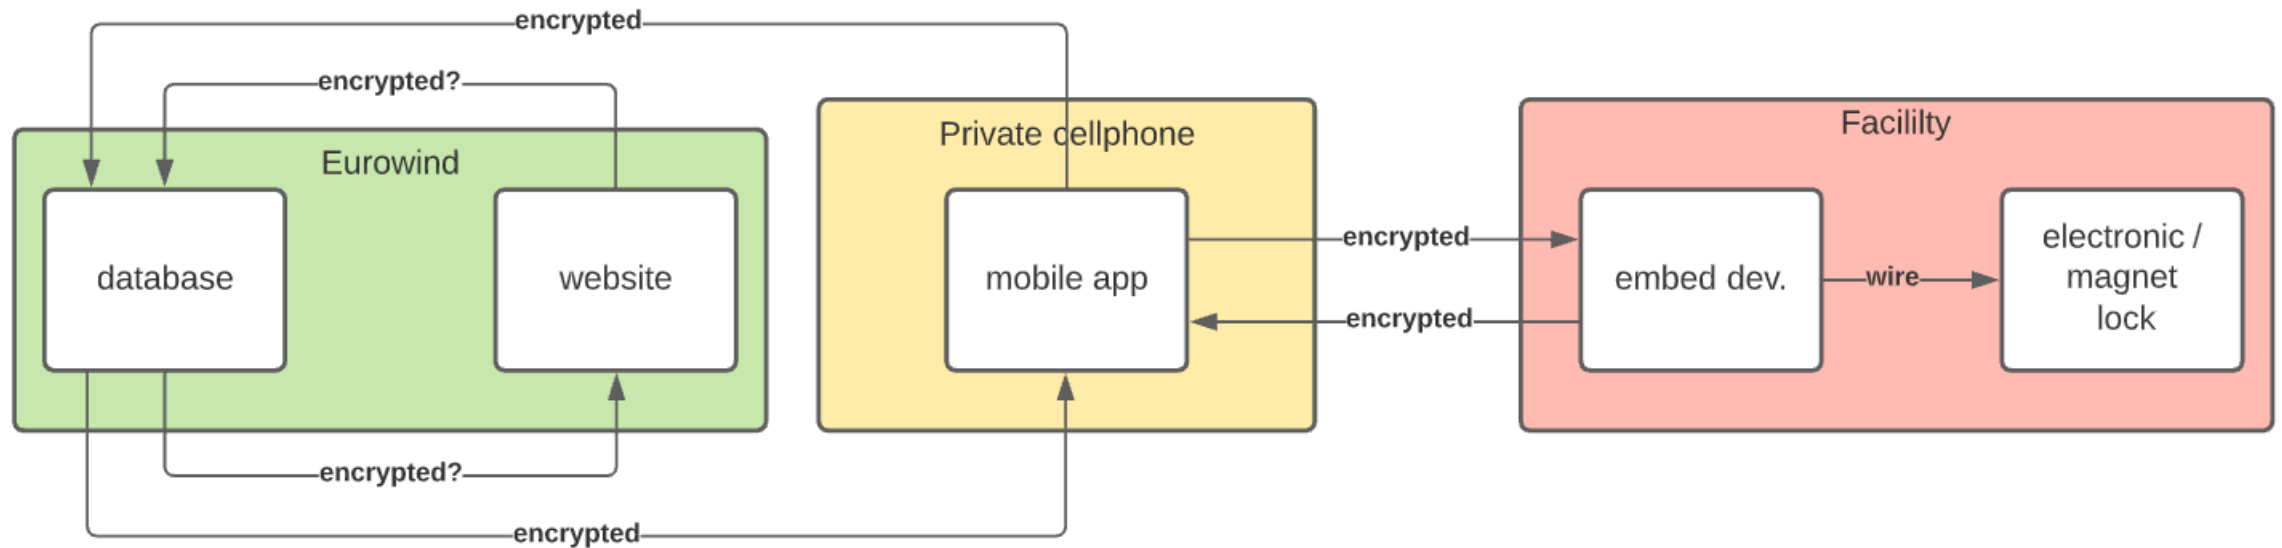 encrypted
encrypted?
Eurowind
Private cellphone
Facililty
database
website
mobile app
encrypted
encrypted
embed dev.
wire
electronic /
magnet
lock
encrypted?
encrypted